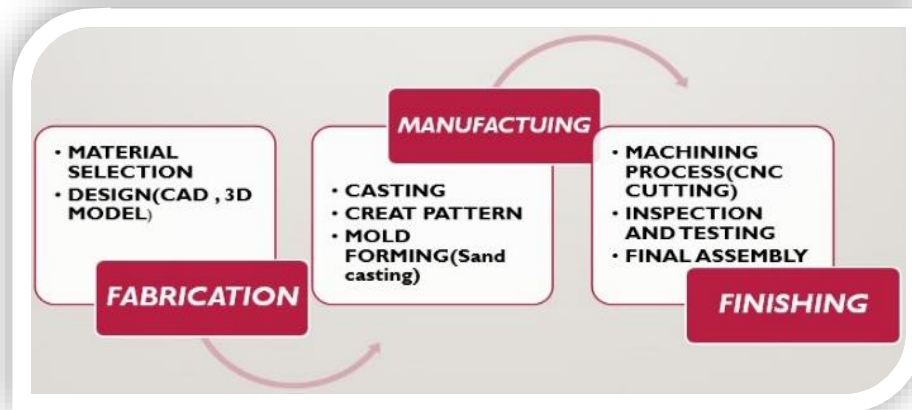 • MATERIAL
SELECTION
• DESIGN(CAD , 3D
MODEL)
FABRICATION
MANUFACTUING
• CASTING
• CREAT PATTERN
• MOLD
FORMING(Sand
casting)
• MACHINING
PROCESS(CNC
CUTTING)
• INSPECTION
AND TESTING
• FINAL ASSEMBLY
FINISHING